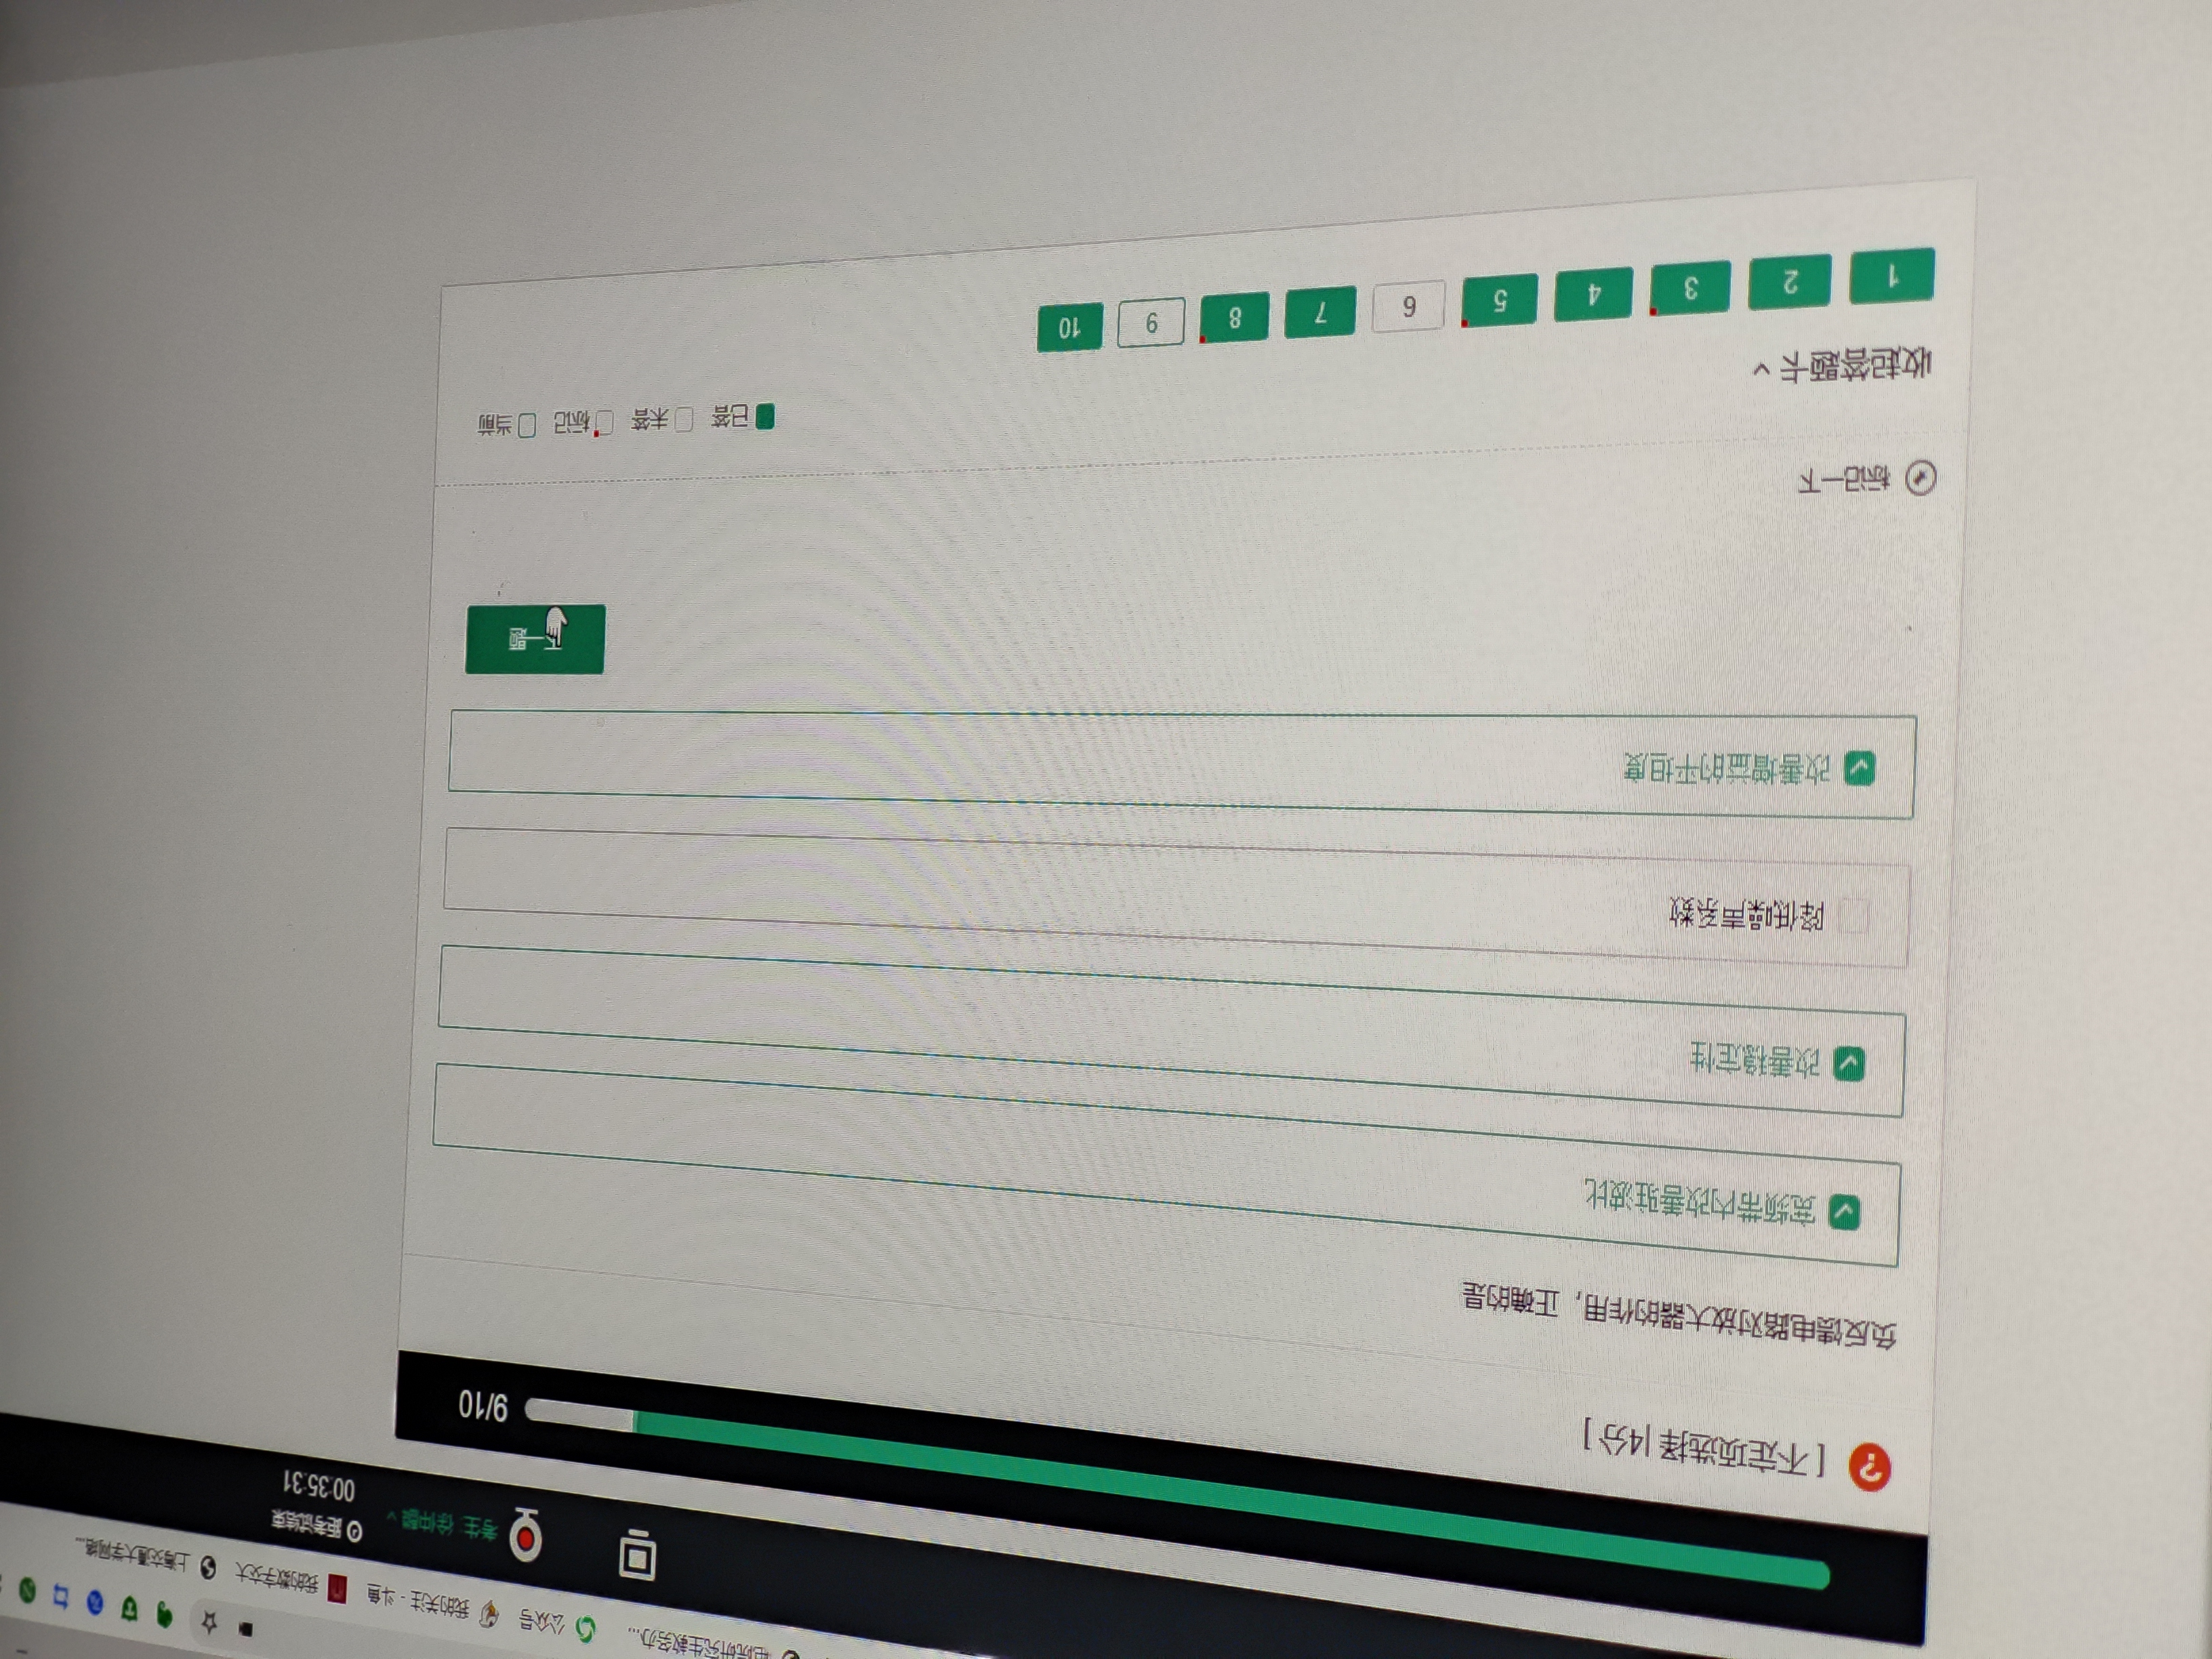 电院研究生教务办...
公众号
我的关注 - 斗鱼
我的数字交大
上海交通大学网络...
考生 徐仲麟
距考试结束
00:35:31
9/10
[ 不定项选择 |4分 ]
负反馈电路对放大器的作用，正确的是
宽频带内改善驻波比
改善稳定性
降低噪声系数
改善增益的平坦度
下一题
标记一下
已答 未答 标记 当前
收起答题卡
1 2 3 4 5 6 7 8 9 10